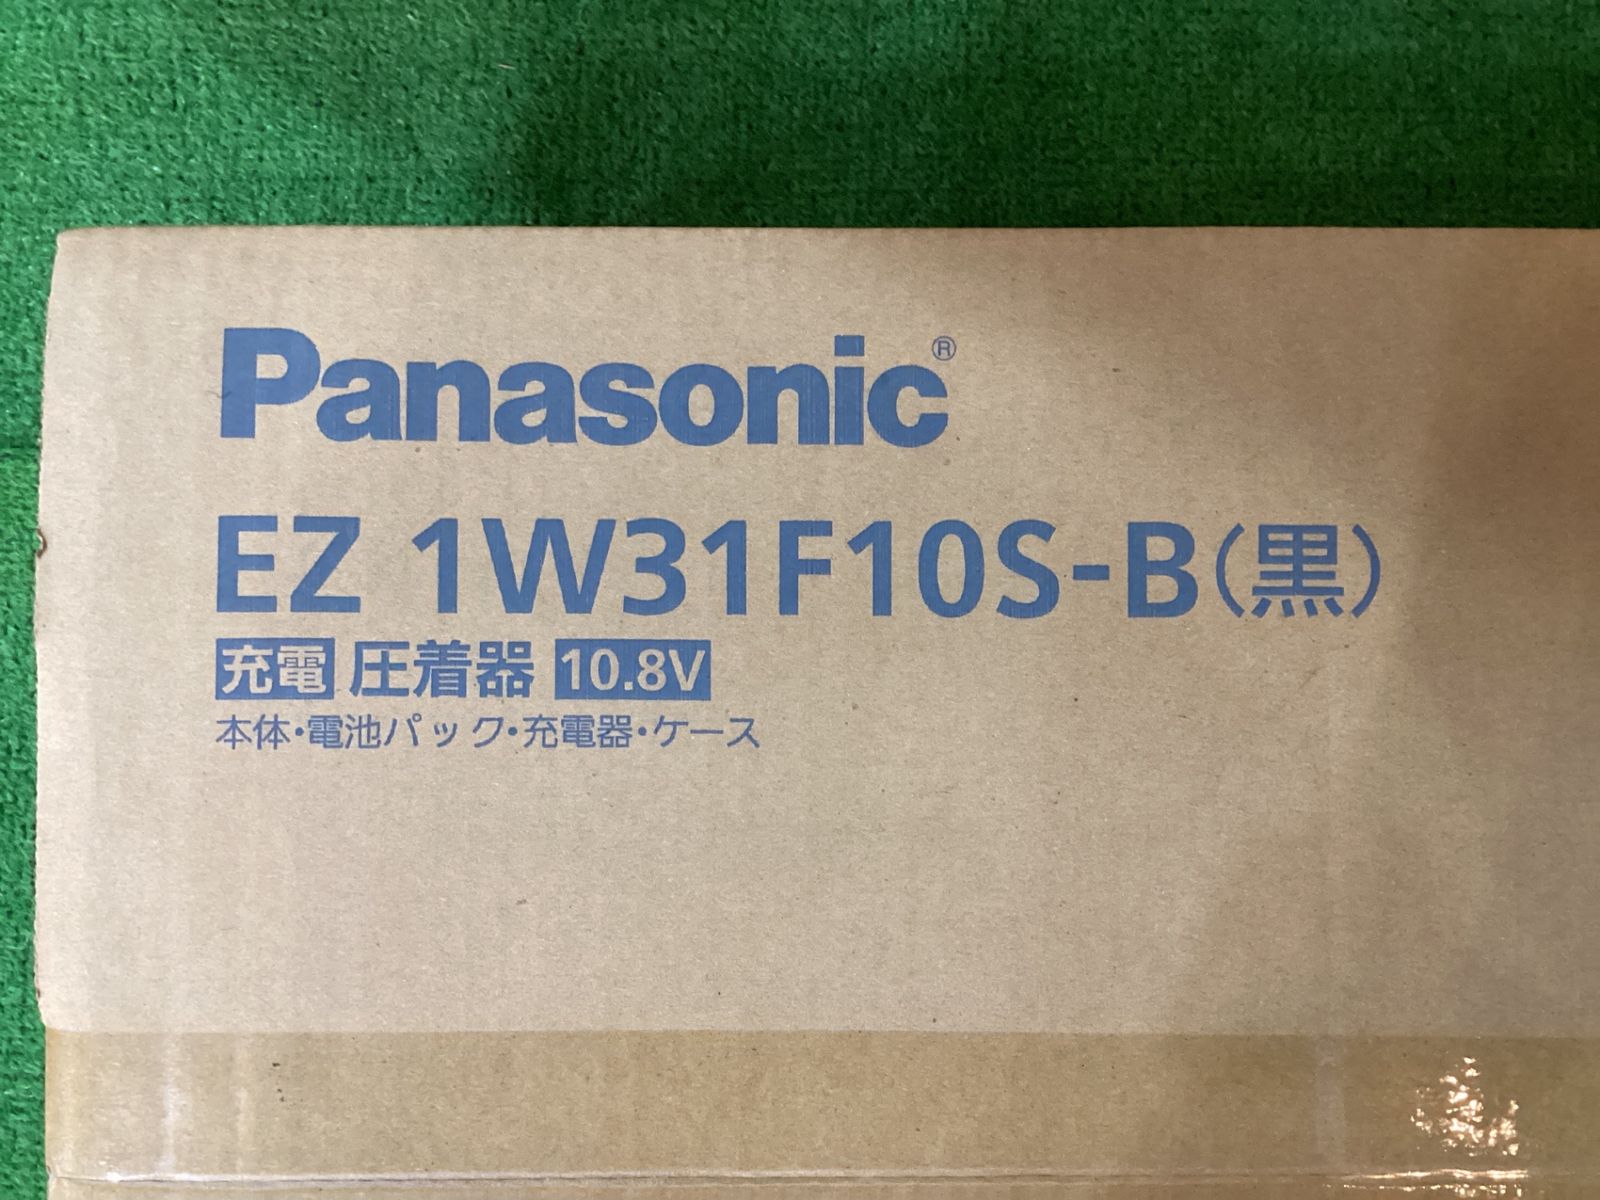 Panasonic®
EZ 1W31F10S-B(黒)
充電 圧着器 10.8V
本体・電池パック・充電器・ケース